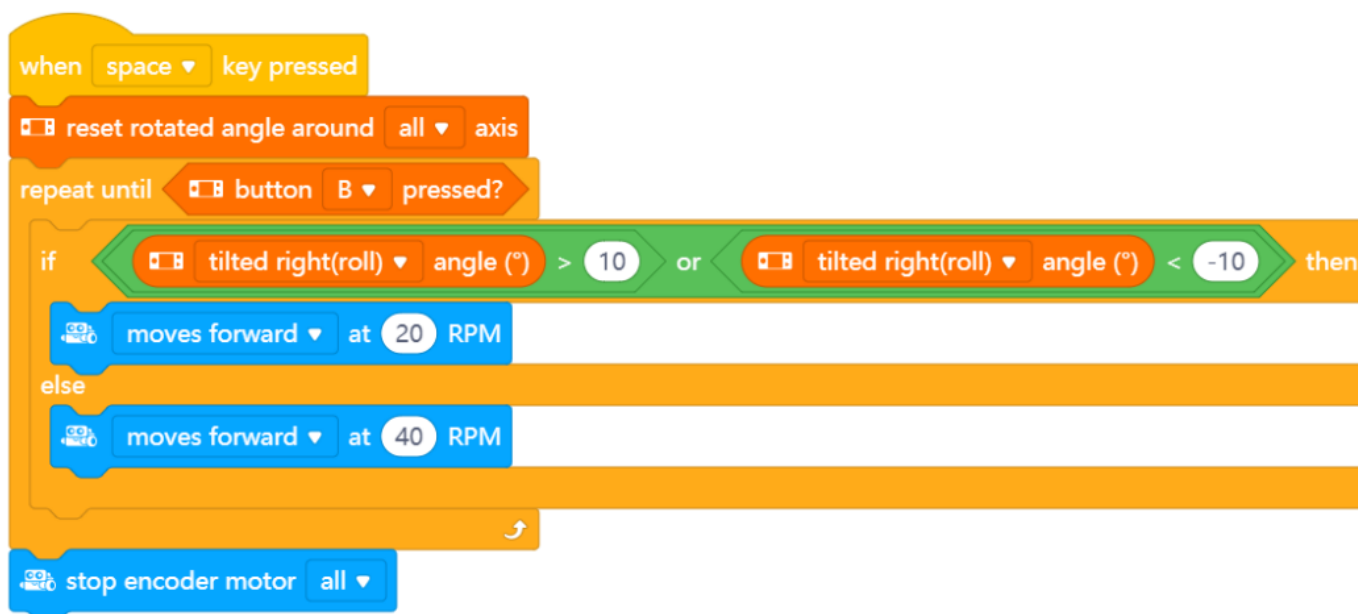 when space key pressed
reset rotated angle around all axis
repeat until button B pressed?
if tilted right(roll) angle (°) > 10 or tilted right(roll) angle (°) < -10 then
moves forward at 20 RPM
else
moves forward at 40 RPM
stop encoder motor all